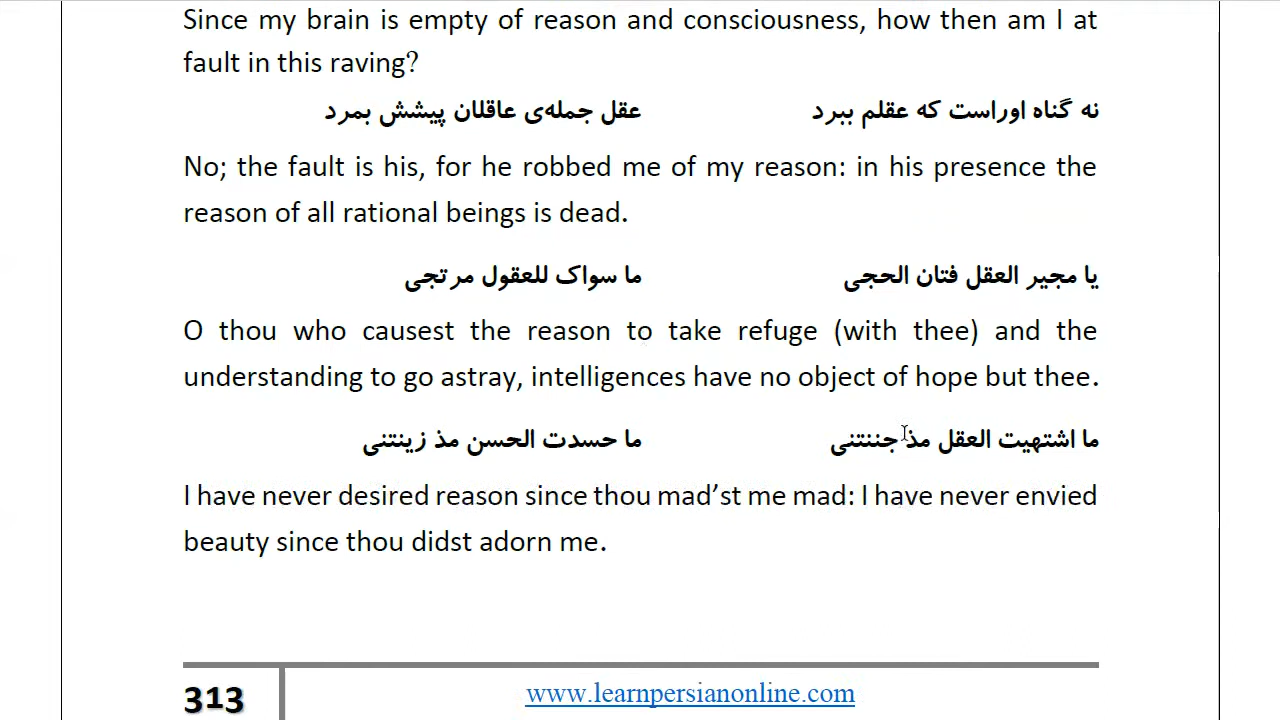 Since my brain is empty of reason and consciousness, how then am I at
fault in this raving?
نه گناه اوراست که عقلم ببرد عقل جمله‌ی عاقلان پیشش بمرد
No; the fault is his, for he robbed me of my reason: in his presence the
reason of all rational beings is dead.
یا مجیر العقل فتان الحجی ما سواک للعقول مرتجی
O thou who causest the reason to take refuge (with thee) and the
understanding to go astray, intelligences have no object of hope but thee.
ما اشتهیت العقل مذ جننتنی ما حسدت الحسن مذ زینتنی
I have never desired reason since thou mad’st me mad: I have never envied
beauty since thou didst adorn me.
313 www.learnpersianonline.com